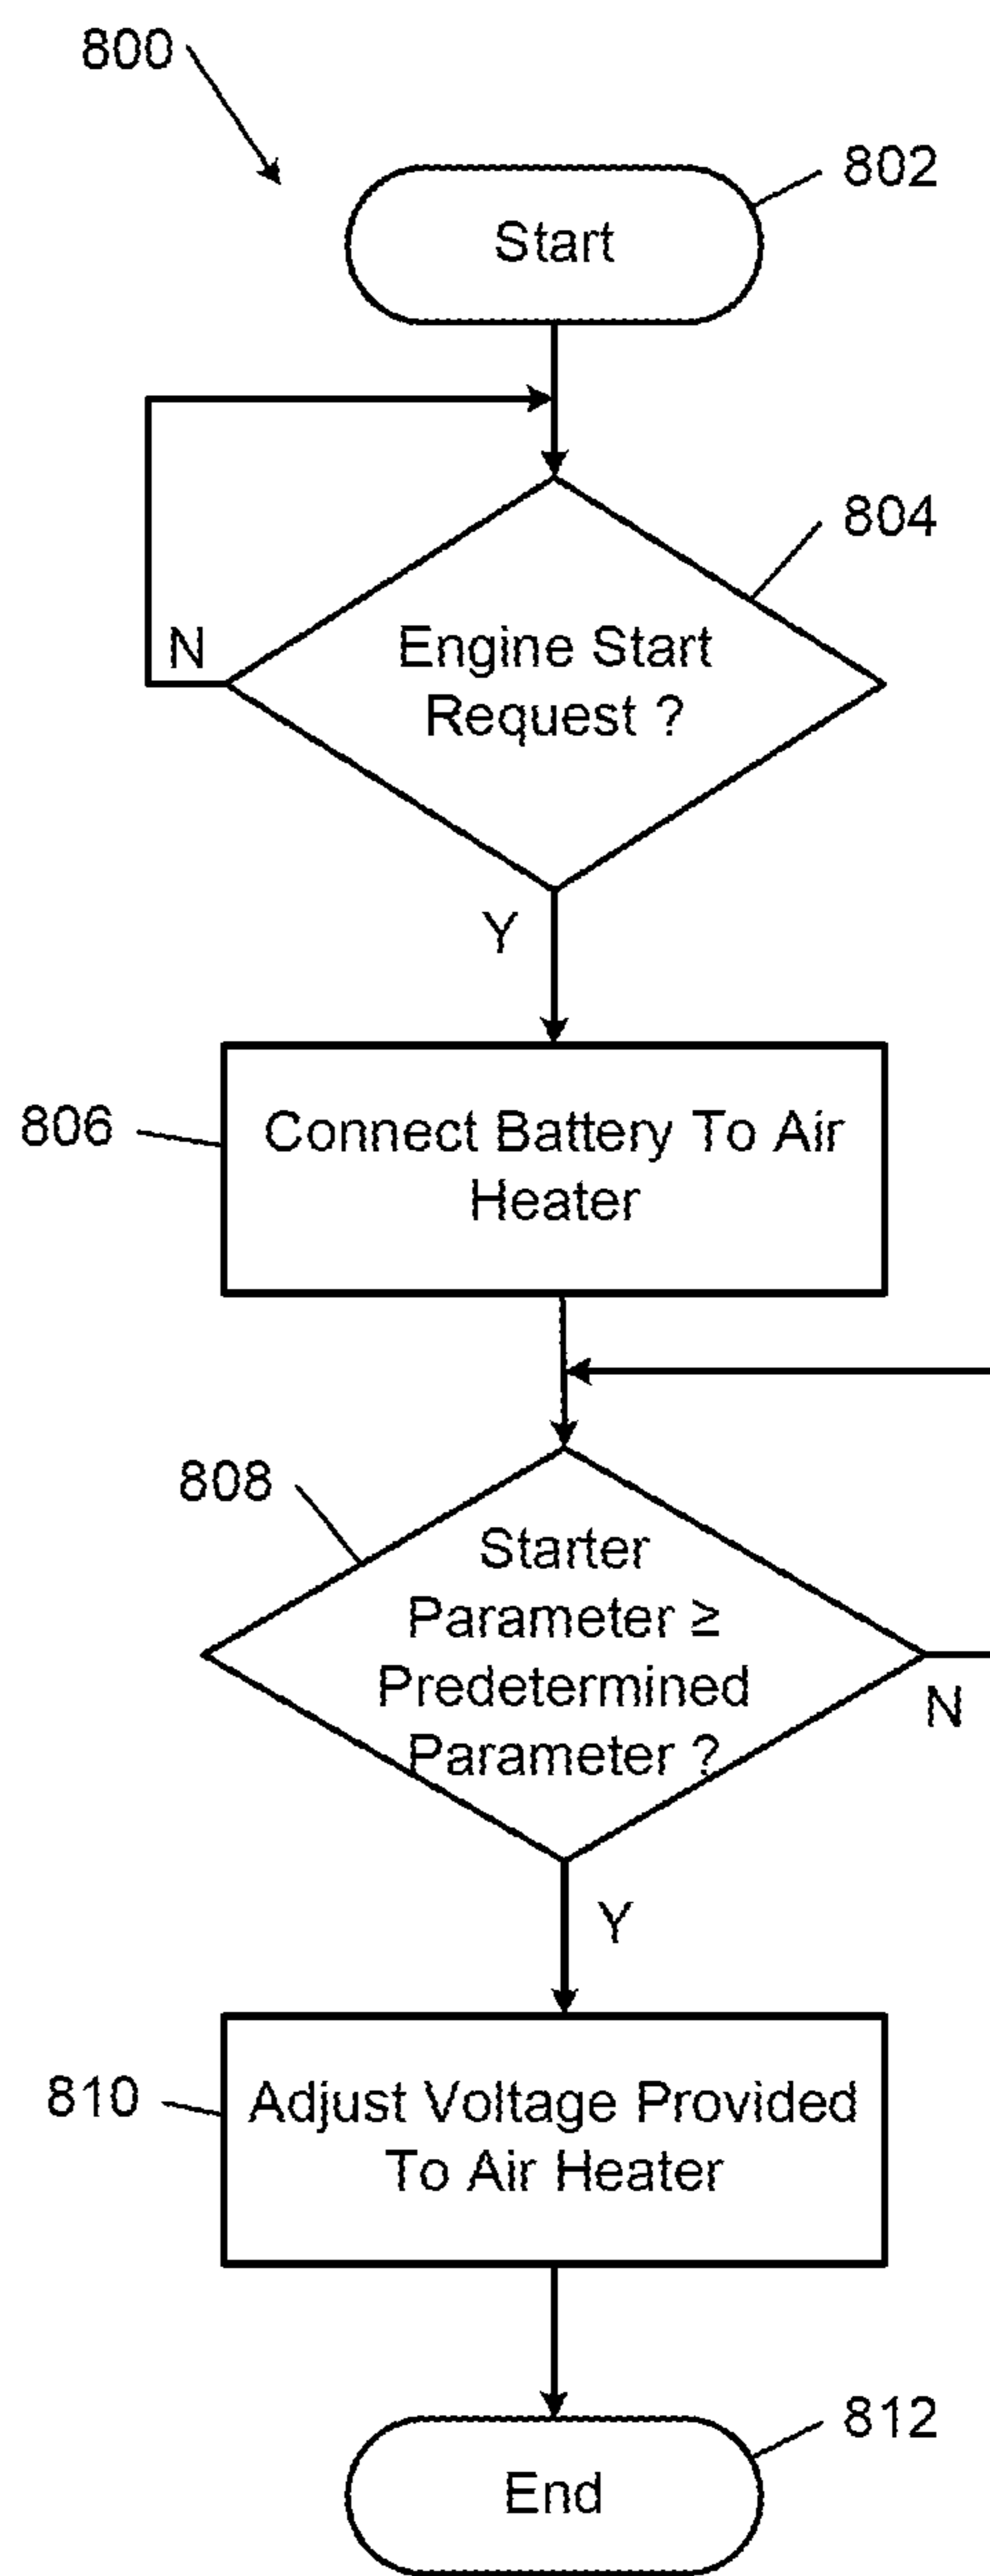 800
802
Start
804
N
Engine Start
Request ?
Y
806
Connect Battery To Air
Heater
808
Starter
Parameter ≥
Predetermined
Parameter ?
N
Y
810
Adjust Voltage Provided
To Air Heater
812
End